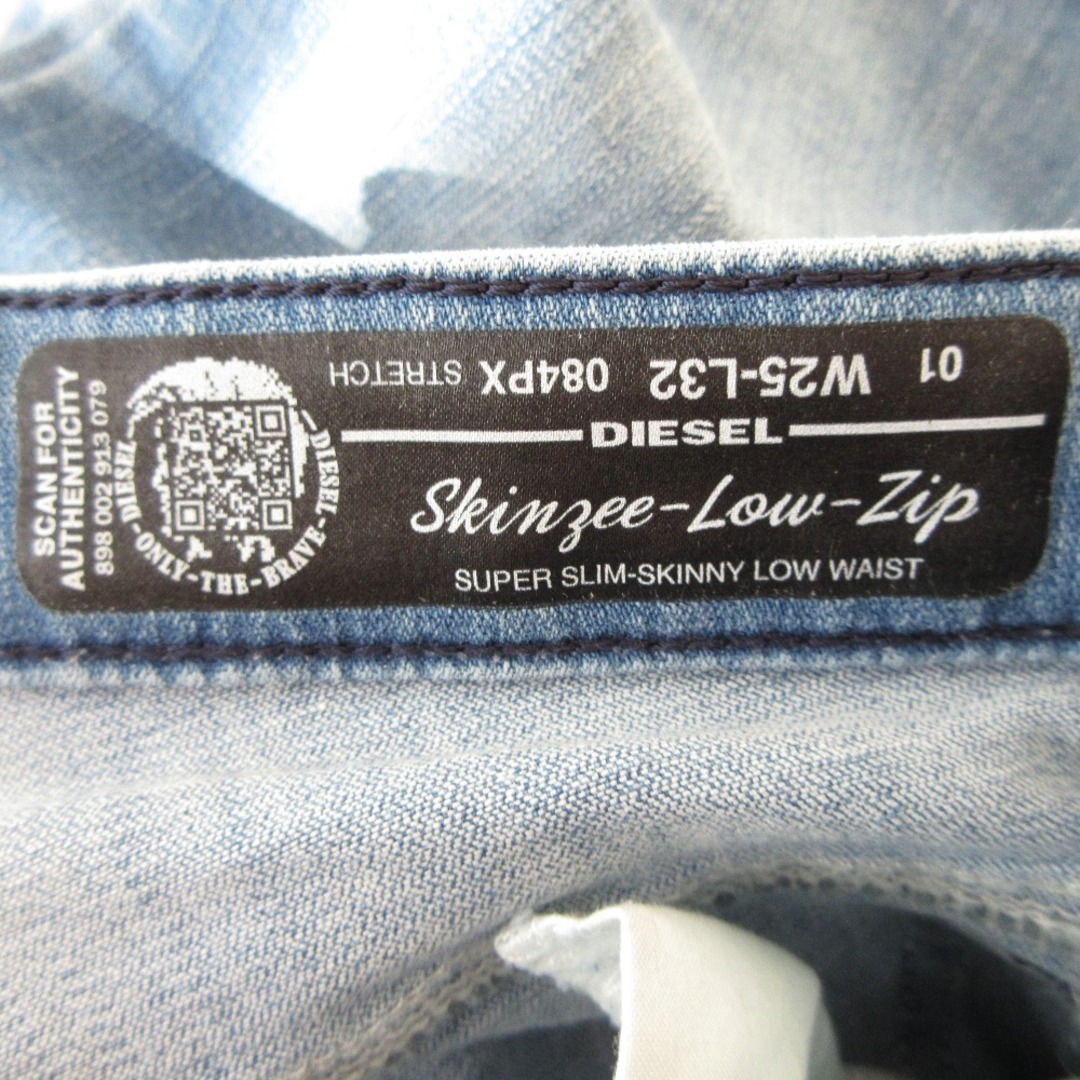 SCAN FOR
AUTHENTICITY
898 002 913 079
DIESEL-ONLY-THE-BRAVE-DIESEL
01 W25-L32 084PX STRETCH
DIESEL
Skinzee-Low-Zip
SUPER SLIM-SKINNY LOW WAIST